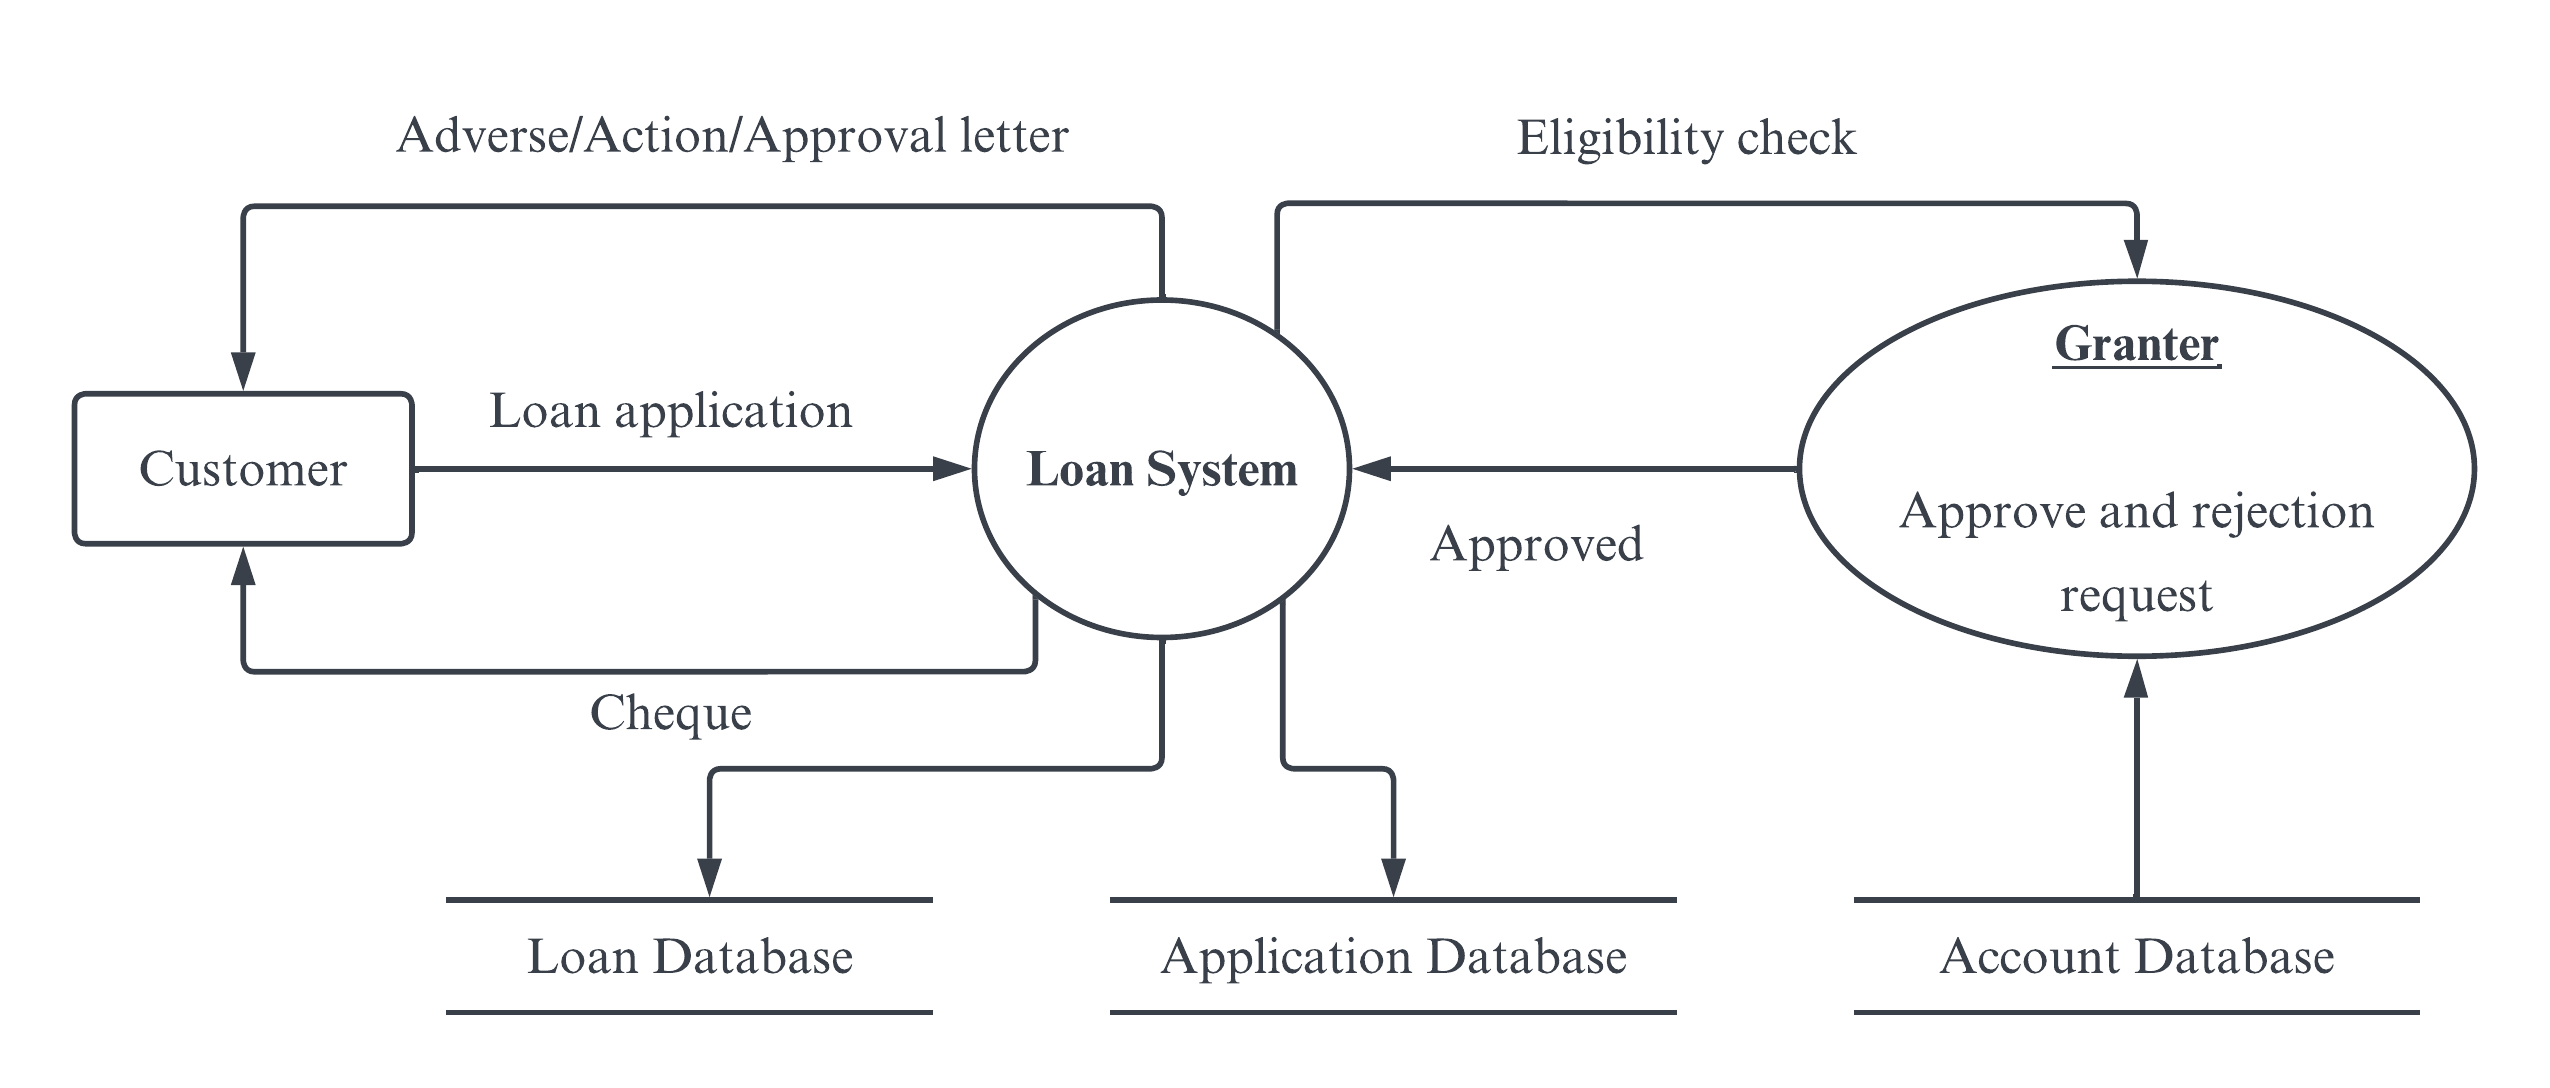 Adverse/Action/Approval letter
Eligibility check
Granter
Loan application
Customer
Loan System
Approve and rejection
request
Approved
Cheque
Loan Database
Application Database
Account Database